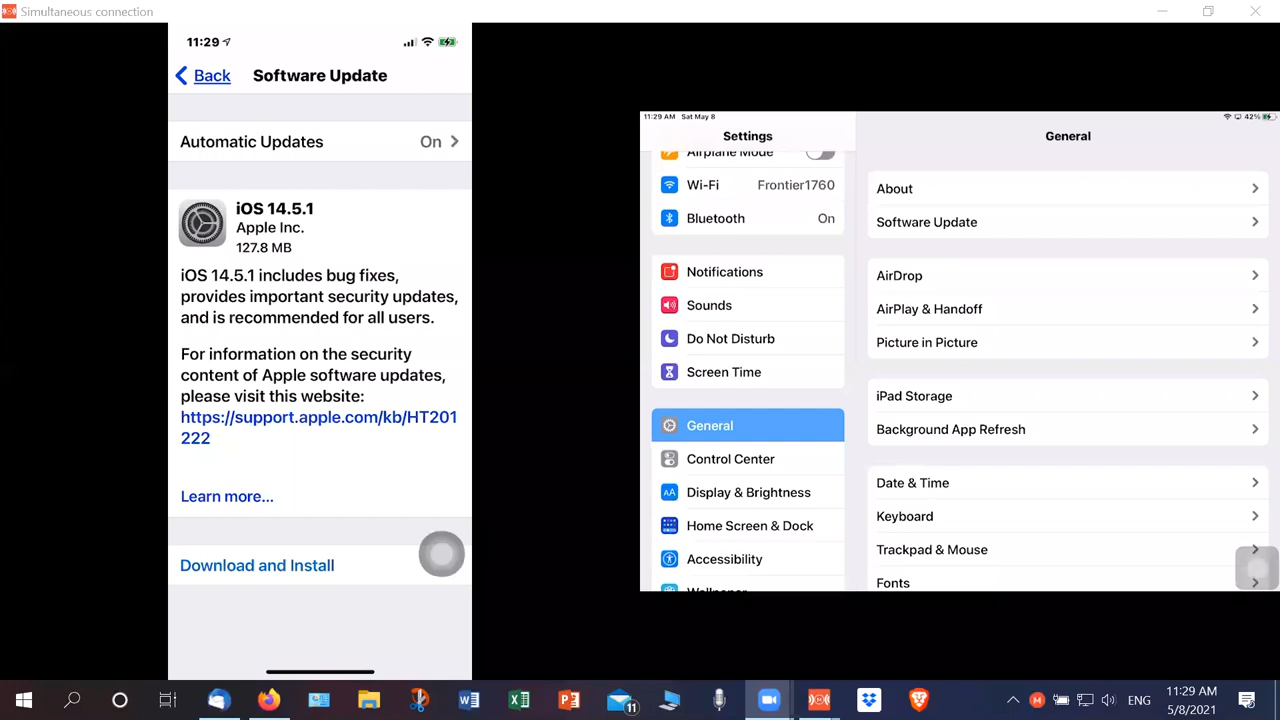 Simultaneous connection
11:29
Back
Software Update
Automatic Updates
On
iOS 14.5.1
Apple Inc.
127.8 MB
iOS 14.5.1 includes bug fixes,
provides important security updates,
and is recommended for all users.
For information on the security
content of Apple software updates,
please visit this website:
https://support.apple.com/kb/HT201
222
Learn more...
Download and Install
11:29 AM Sat May 8
42%
Settings
Airplane Mode
Wi-Fi
Frontier1760
Bluetooth
On
Notifications
Sounds
Do Not Disturb
Screen Time
General
Control Center
Display & Brightness
Home Screen & Dock
Accessibility
Wallpaper
General
About
Software Update
AirDrop
AirPlay & Handoff
Picture in Picture
iPad Storage
Background App Refresh
Date & Time
Keyboard
Trackpad & Mouse
Fonts
11
ENG
11:29 AM
5/8/2021